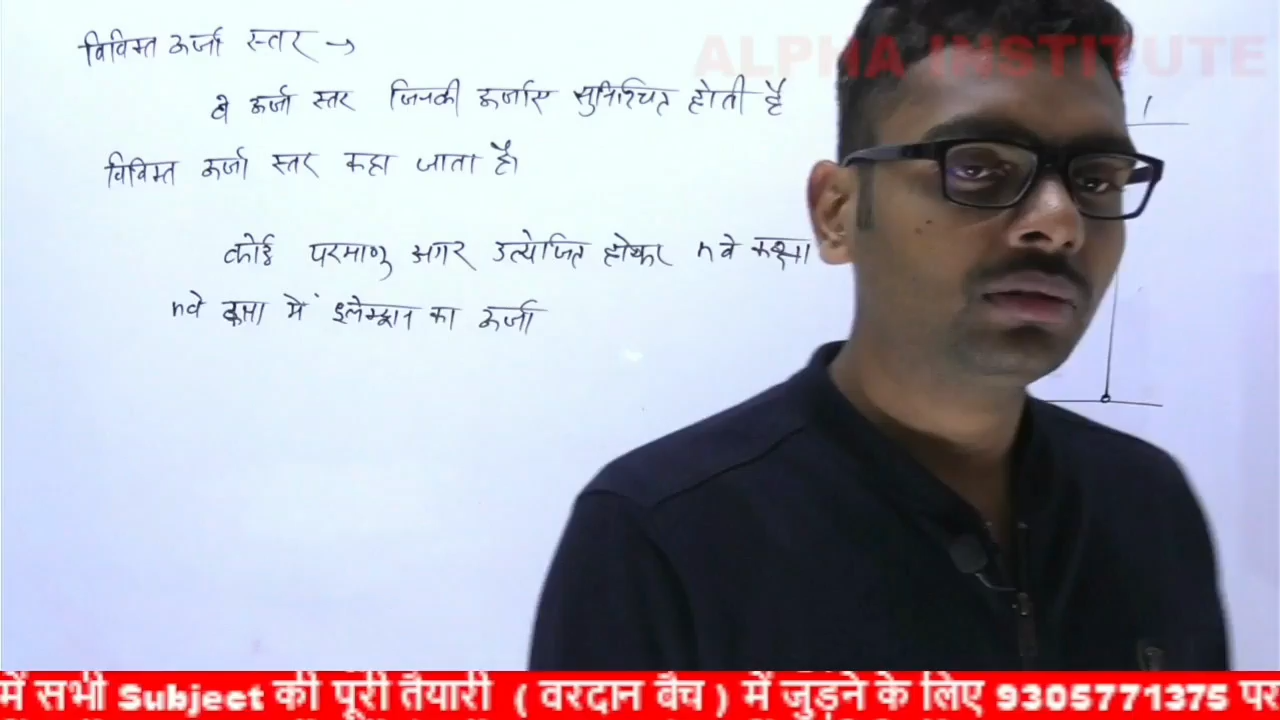 विविक्त ऊर्जा स्तर →
ALPHA INSTITUTE
वे ऊर्जा स्तर जिनकी ऊर्जाए सुनिश्चित होती है
विविक्त ऊर्जा स्तर कहा जाता है।
कोई परमाणु अगर उत्येजित होकर n वे कक्षा
nवे कक्षा में इलेक्ट्रान का ऊर्जा
में सभी Subject की पूरी तैयारी ( वरदान बैच ) में जुड़ने के लिए 9305771375 पर